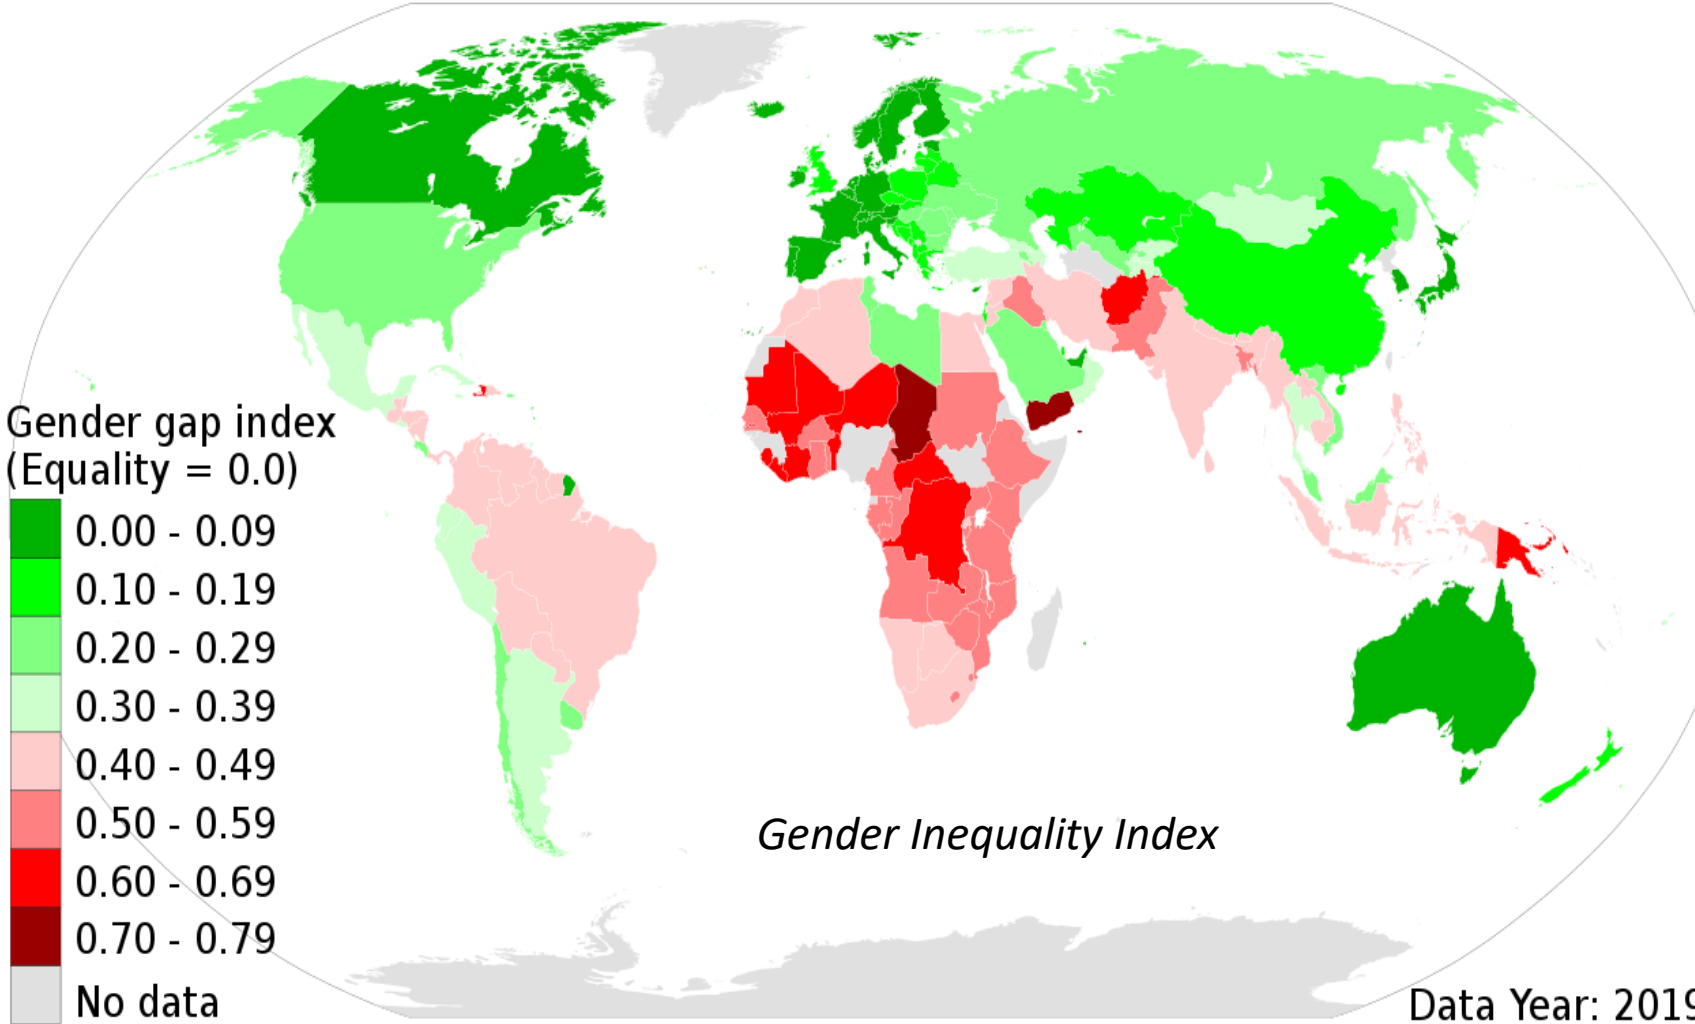 Gender gap index
(Equality = 0.0)
0.00 - 0.09
0.10 - 0.19
0.20 - 0.29
0.30 - 0.39
0.40 - 0.49
0.50 - 0.59
0.60 - 0.69
0.70 - 0.79
No data
Gender Inequality Index
Data Year: 2019